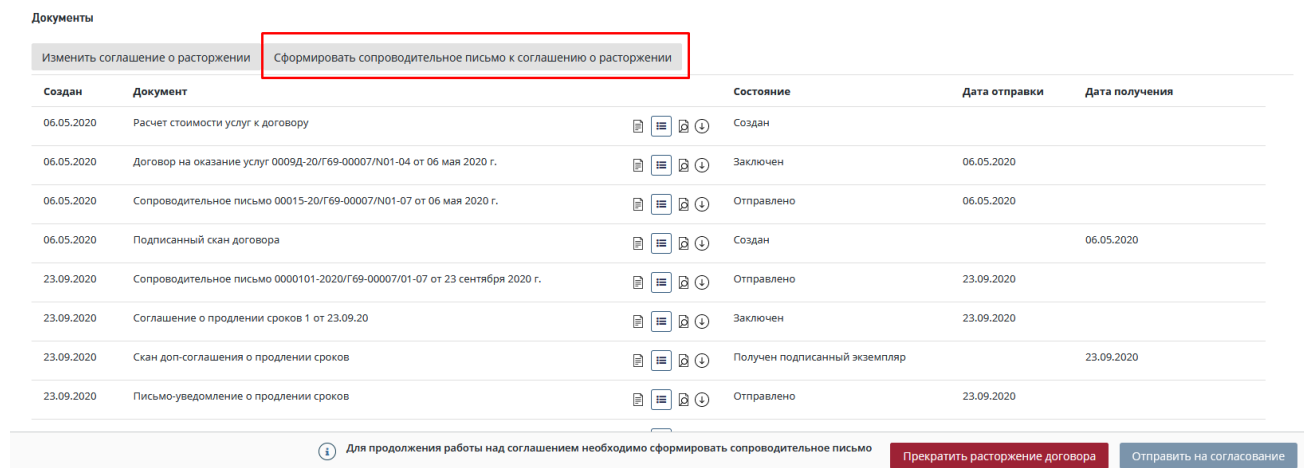 Документы
Изменить соглашение о расторжении Сформировать сопроводительное письмо к соглашению о расторжении
Создан Документ Состояние Дата отправки Дата получения
06.05.2020 Расчет стоимости услуг к договору Создан
06.05.2020 Договор на оказание услуг 0009Д-20/Г69-00007/N01-04 от 06 мая 2020 г. Заключен 06.05.2020
06.05.2020 Сопроводительное письмо 00015-20/Г69-00007/N01-07 от 06 мая 2020 г. Отправлено 06.05.2020
06.05.2020 Подписанный скан договора Создан 06.05.2020
23.09.2020 Сопроводительное письмо 0000101-2020/Г69-00007/01-07 от 23 сентября 2020 г. Отправлено 23.09.2020
23.09.2020 Соглашение о продлении сроков 1 от 23.09.20 Заключен 23.09.2020
23.09.2020 Скан доп-соглашения о продлении сроков Получен подписанный экземпляр 23.09.2020
23.09.2020 Письмо-уведомление о продлении сроков Отправлено 23.09.2020
Для продолжения работы над соглашением необходимо сформировать сопроводительное письмо Прекратить расторжение договора Отправить на согласование